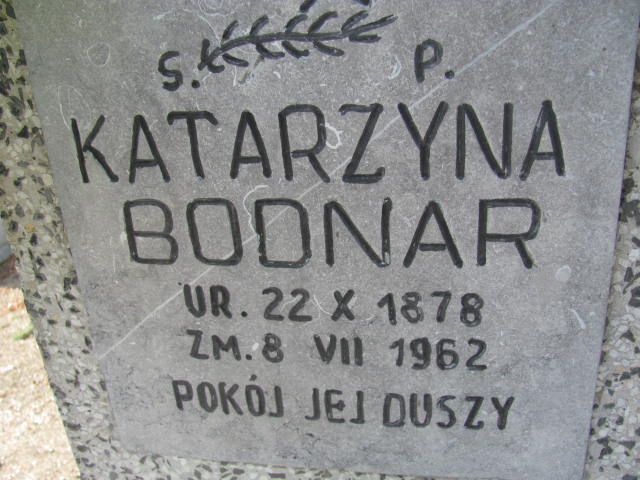 S. P.
KATARZYNA
BODNAR
UR. 22 X 1878
ZM. 8 VII 1962
POKÓJ JEJ DUSZY